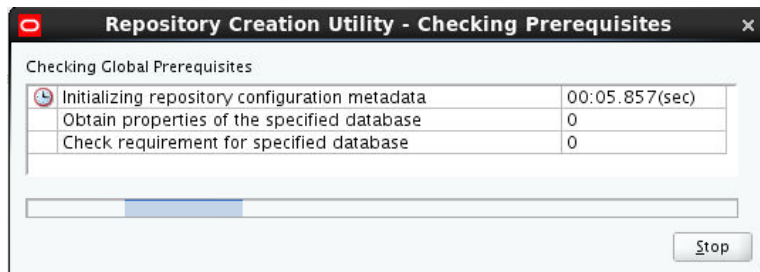 Repository Creation Utility - Checking Prerequisites
Checking Global Prerequisites
Initializing repository configuration metadata 00:05.857(sec)
Obtain properties of the specified database 0
Check requirement for specified database 0
Stop